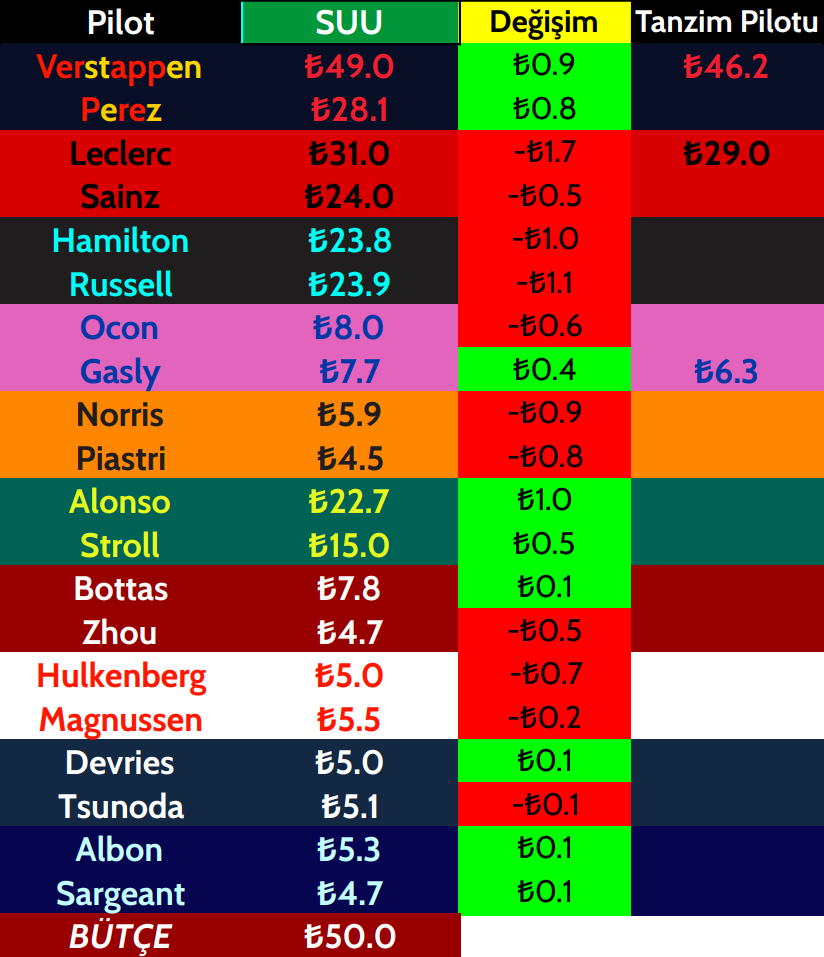 Pilot SUU Değişim Tanzim Pilotu
Verstappen ₺49.0 ₺0.9 ₺46.2
Perez ₺28.1 ₺0.8
Leclerc ₺31.0 -₺1.7 ₺29.0
Sainz ₺24.0 -₺0.5
Hamilton ₺23.8 -₺1.0
Russell ₺23.9 -₺1.1
Ocon ₺8.0 -₺0.6
Gasly ₺7.7 ₺0.4 ₺6.3
Norris ₺5.9 -₺0.9
Piastri ₺4.5 -₺0.8
Alonso ₺22.7 ₺1.0
Stroll ₺15.0 ₺0.5
Bottas ₺7.8 ₺0.1
Zhou ₺4.7 -₺0.5
Hulkenberg ₺5.0 -₺0.7
Magnussen ₺5.5 -₺0.2
Devries ₺5.0 ₺0.1
Tsunoda ₺5.1 -₺0.1
Albon ₺5.3 ₺0.1
Sargeant ₺4.7 ₺0.1
BÜTÇE ₺50.0